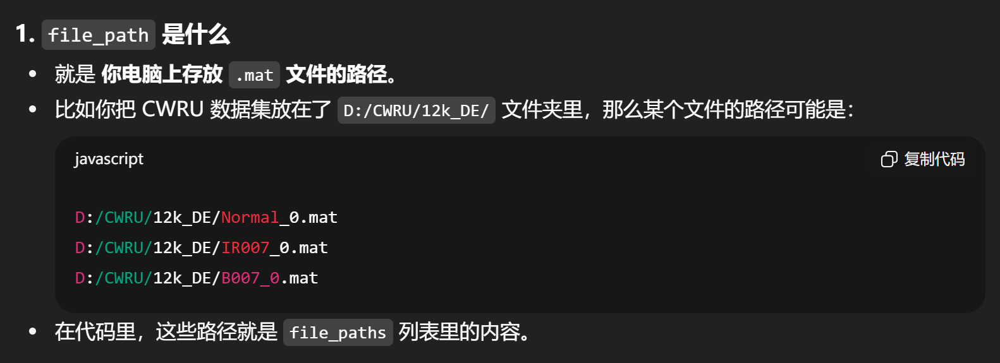 1. file_path 是什么
• 就是 你电脑上存放 .mat 文件的路径。
• 比如你把 CWRU 数据集放在了 D:/CWRU/12k_DE/ 文件夹里，那么某个文件的路径可能是：
javascript 复制代码
D:/CWRU/12k_DE/Normal_0.mat
D:/CWRU/12k_DE/IR007_0.mat
D:/CWRU/12k_DE/B007_0.mat
• 在代码里，这些路径就是 file_paths 列表里的内容。